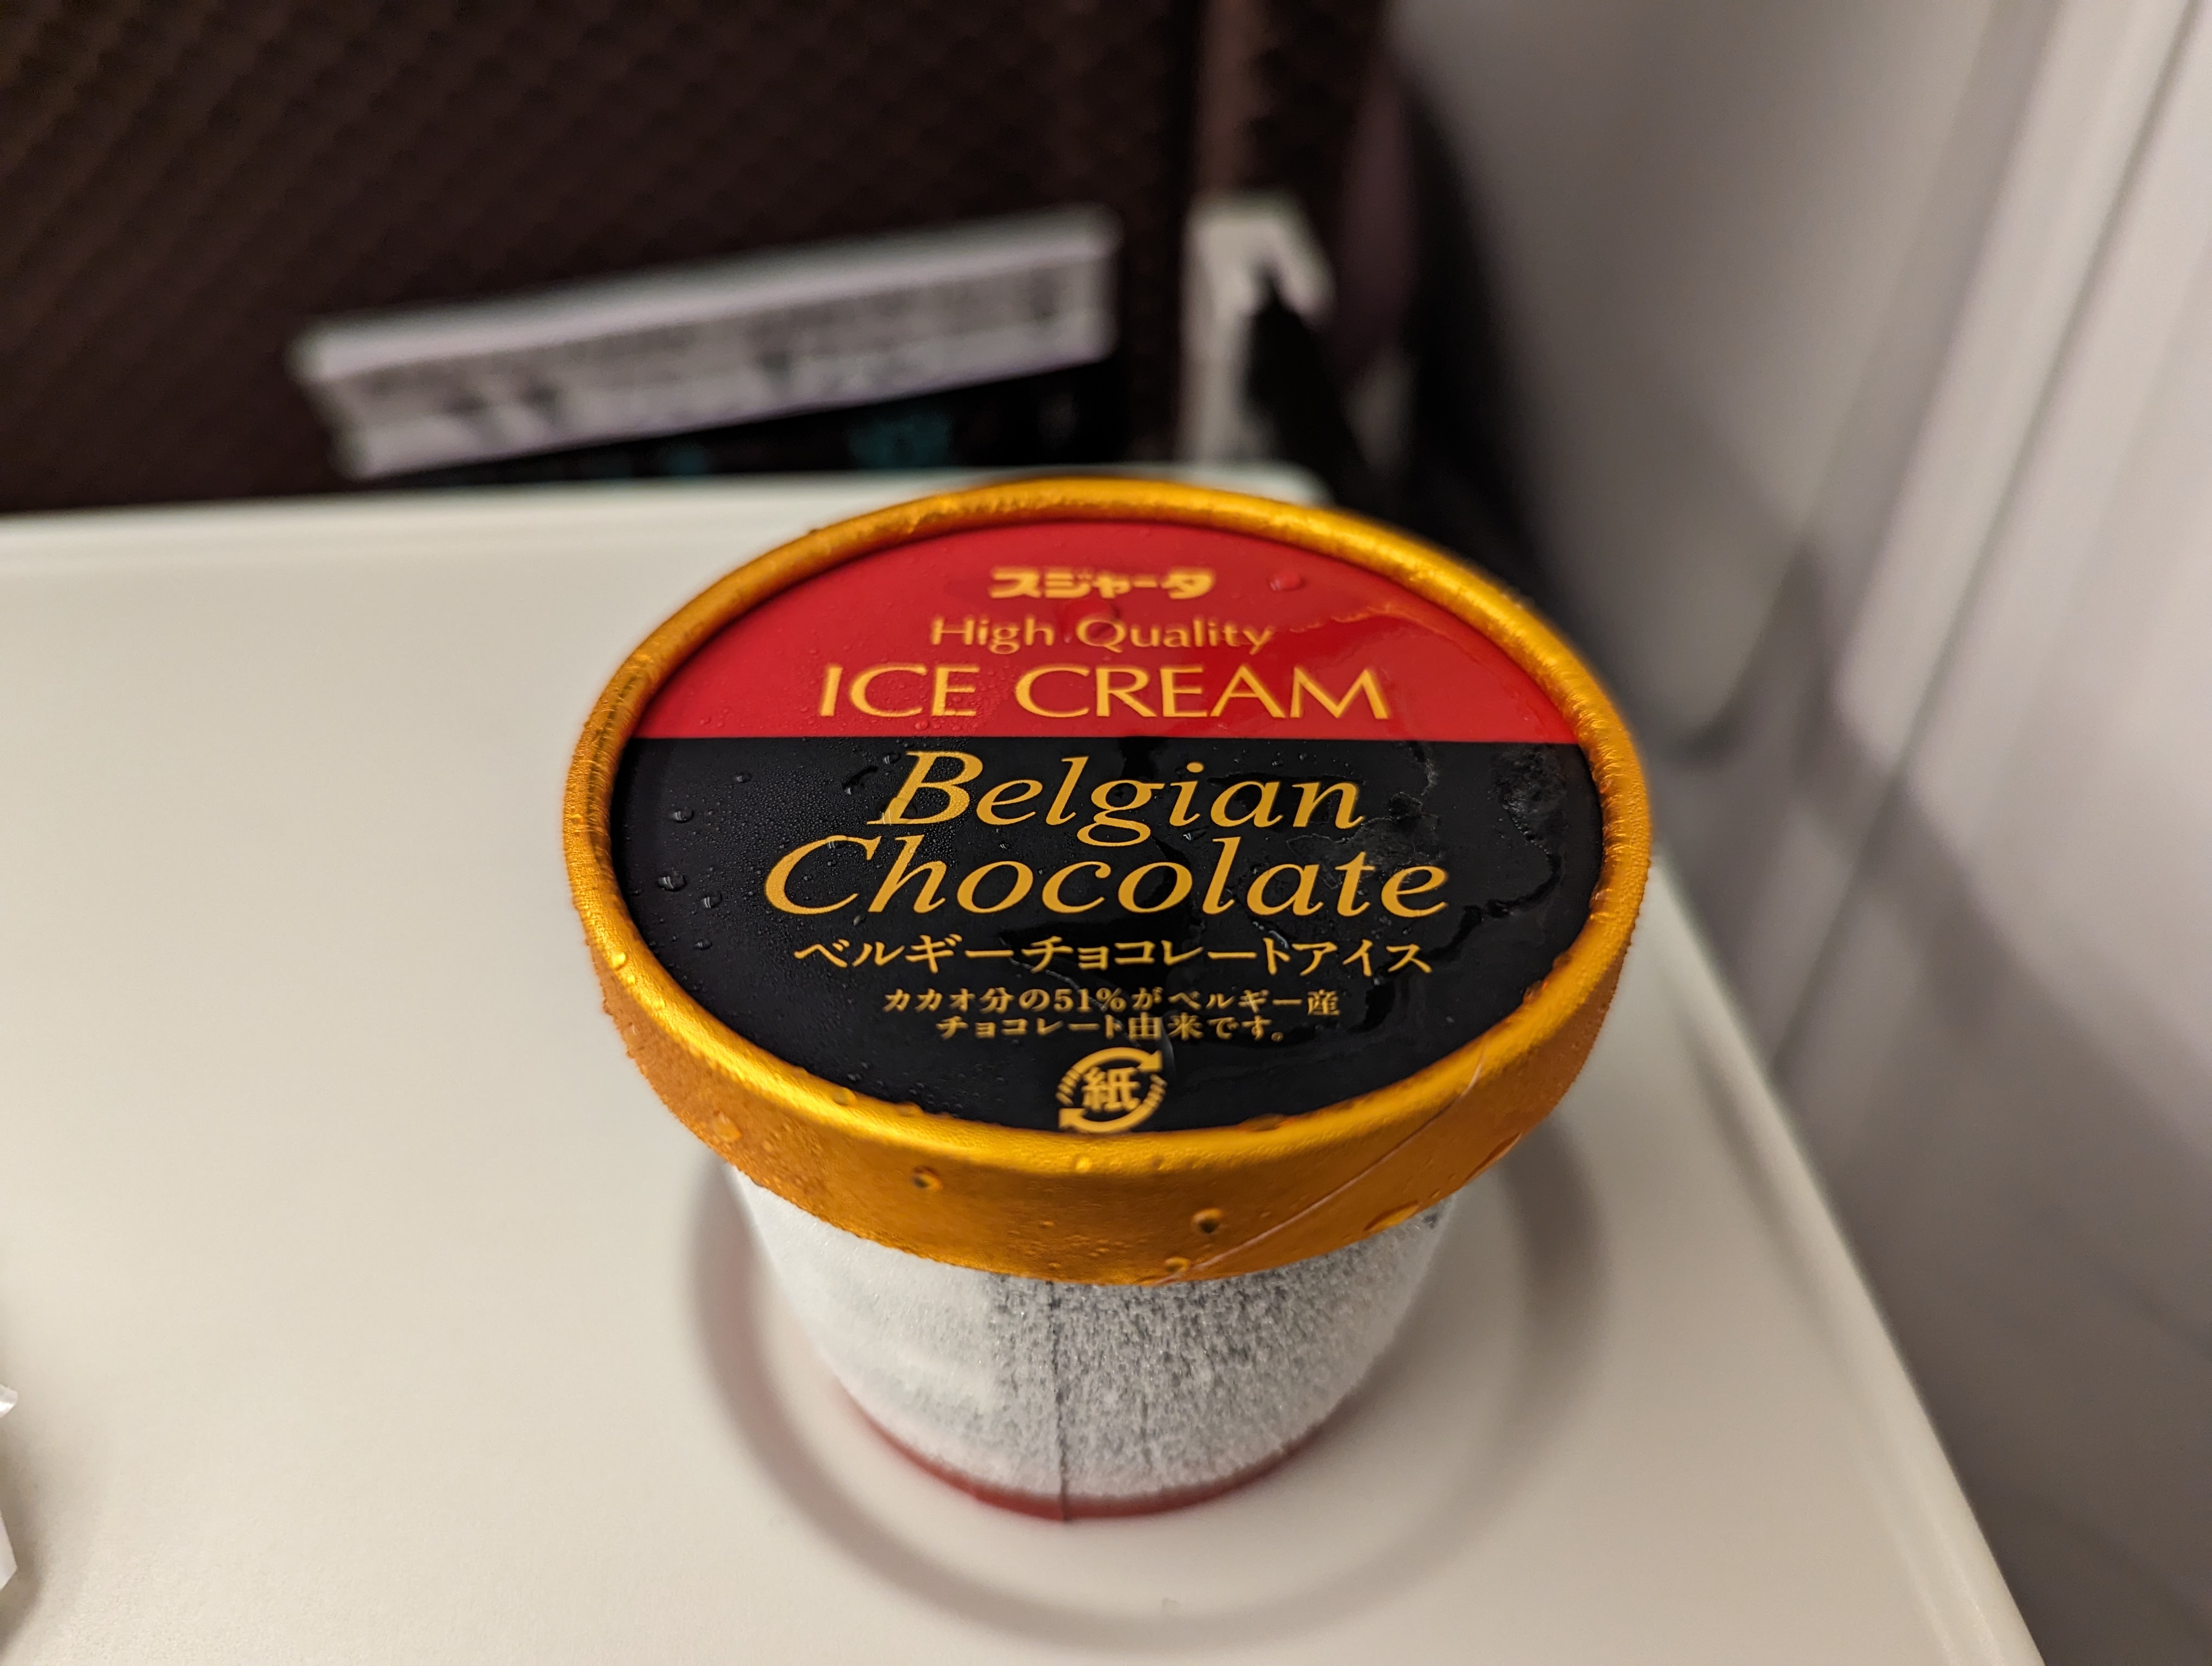 スジャータ
High Quality
ICE CREAM
Belgian
Chocolate
ベルギーチョコレートアイス
カカオ分の51%がベルギー産
チョコレート由来です。
紙